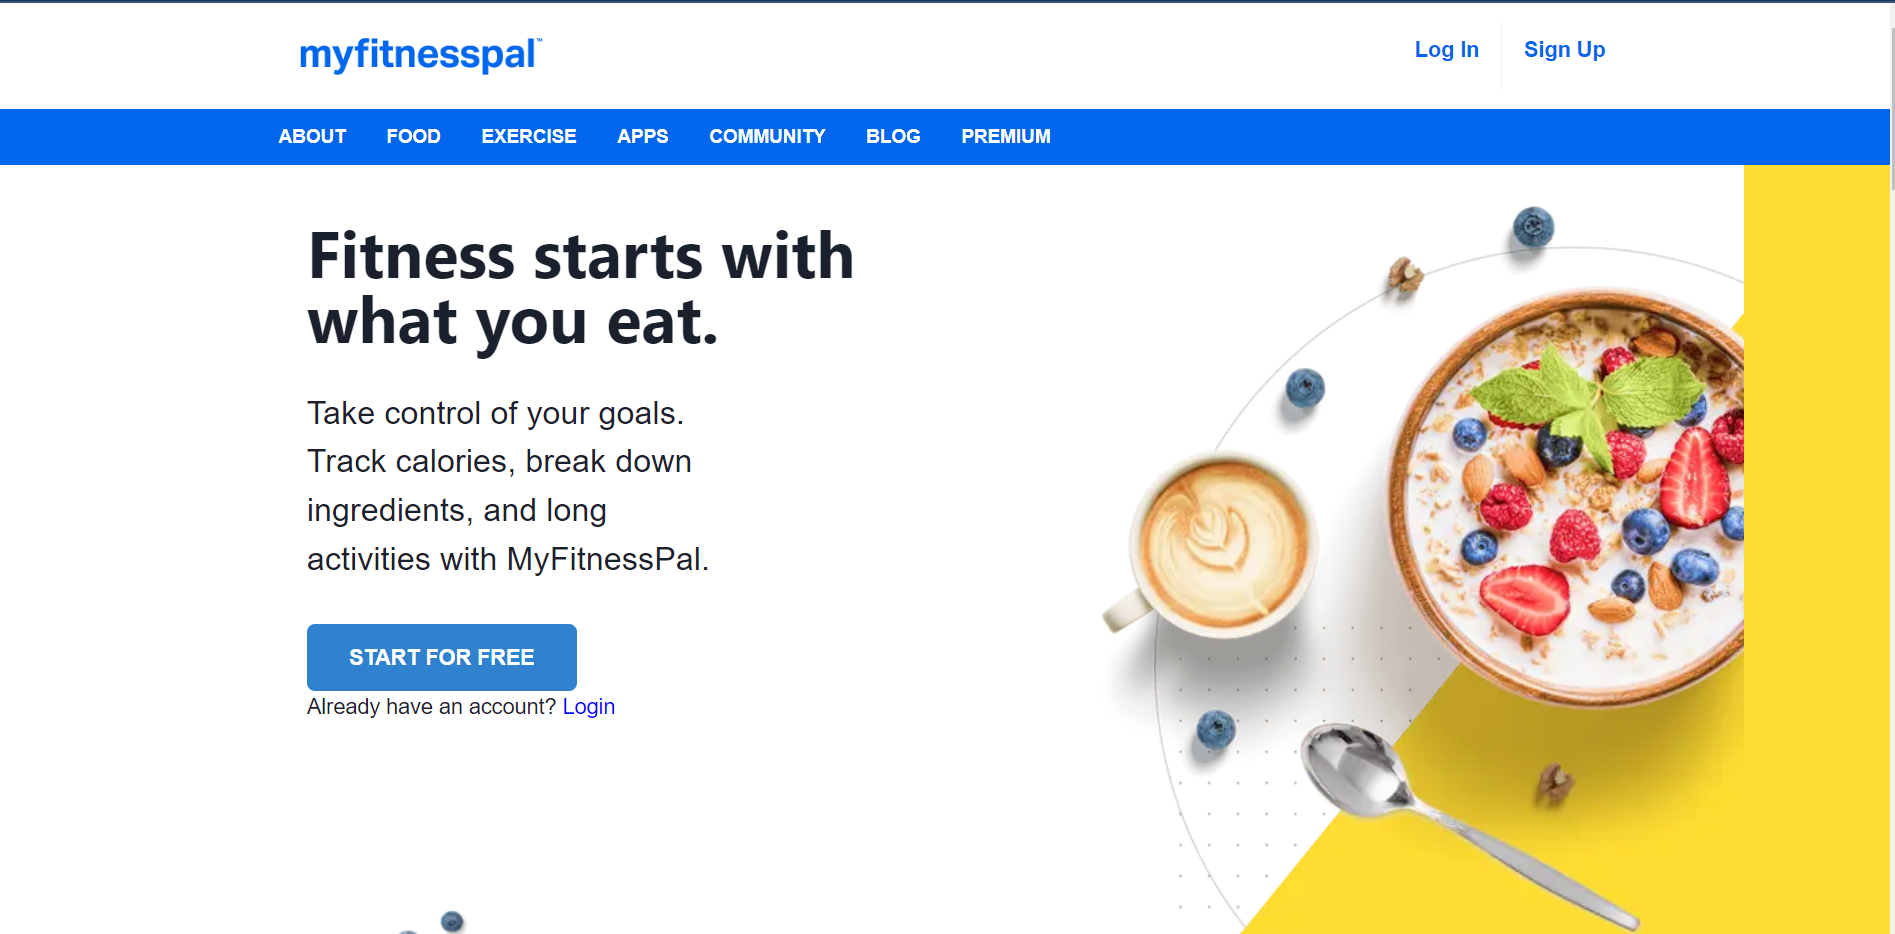 myfitnesspal™
Log In
Sign Up
ABOUT FOOD EXERCISE APPS COMMUNITY BLOG PREMIUM
Fitness starts with
what you eat.
Take control of your goals.
Track calories, break down
ingredients, and long
activities with MyFitnessPal.
START FOR FREE
Already have an account? Login